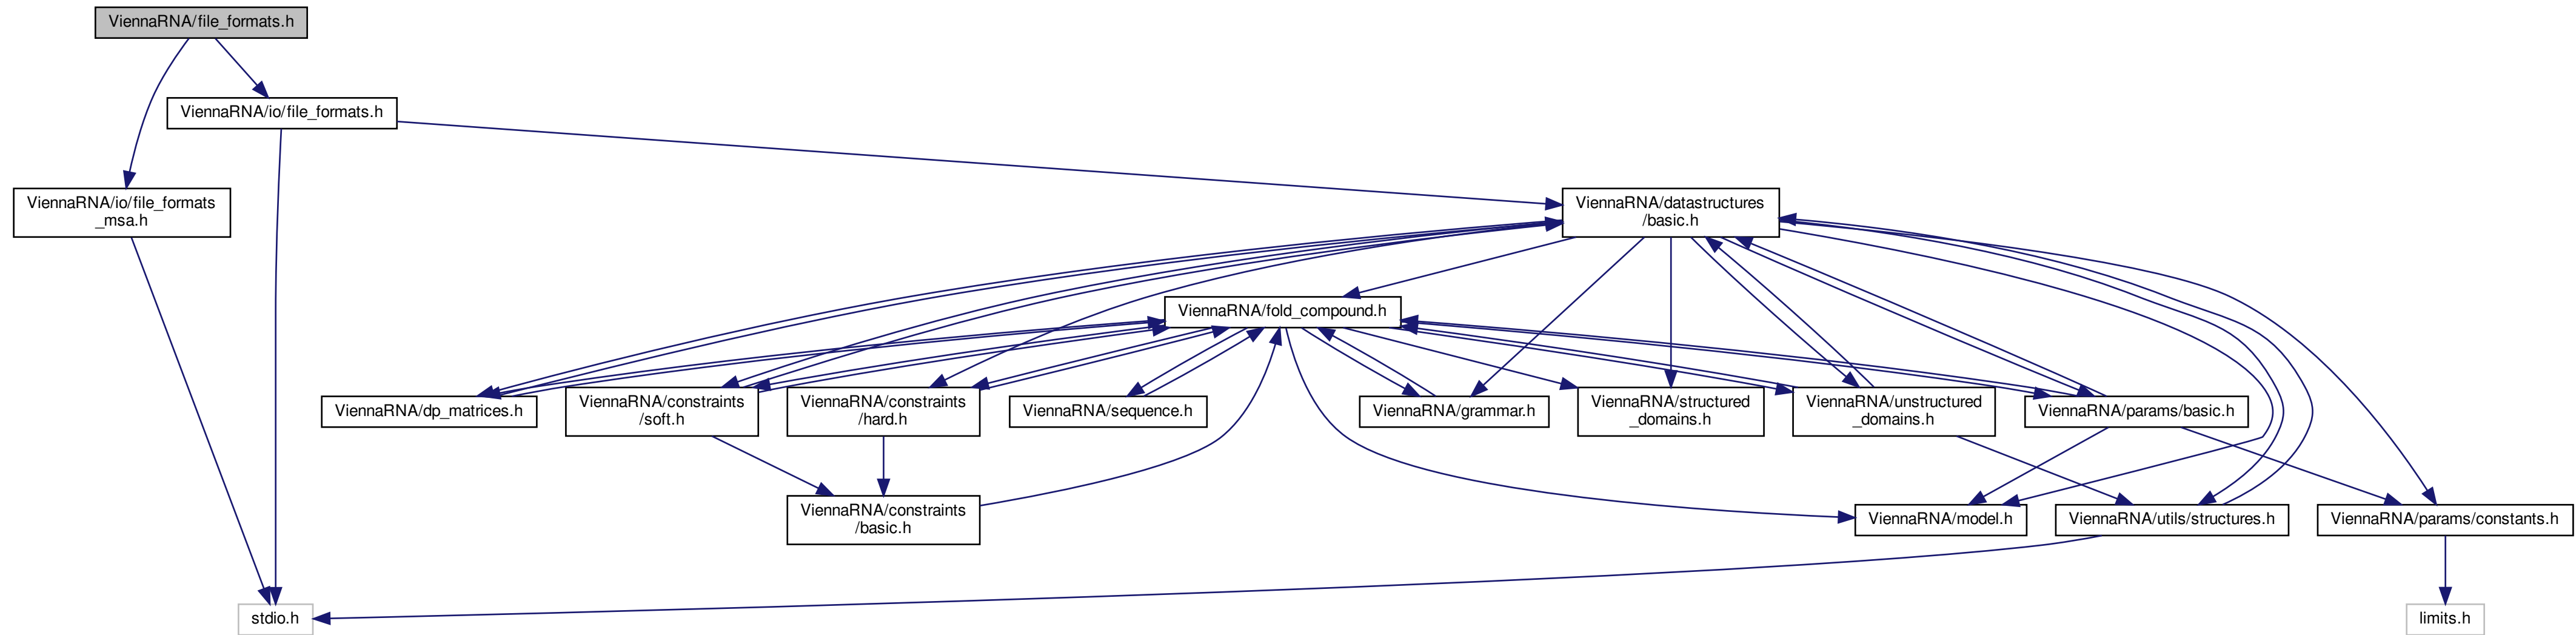 ViennaRNA/file_formats.h
ViennaRNA/io/file_formats.h
ViennaRNA/io/file_formats
_msa.h
ViennaRNA/datastructures
/basic.h
ViennaRNA/fold_compound.h
ViennaRNA/dp_matrices.h
ViennaRNA/constraints
/soft.h
ViennaRNA/constraints
/hard.h
ViennaRNA/sequence.h
ViennaRNA/grammar.h
ViennaRNA/structured
_domains.h
ViennaRNA/unstructured
_domains.h
ViennaRNA/params/basic.h
ViennaRNA/constraints
/basic.h
ViennaRNA/model.h
ViennaRNA/utils/structures.h
ViennaRNA/params/constants.h
stdio.h
limits.h